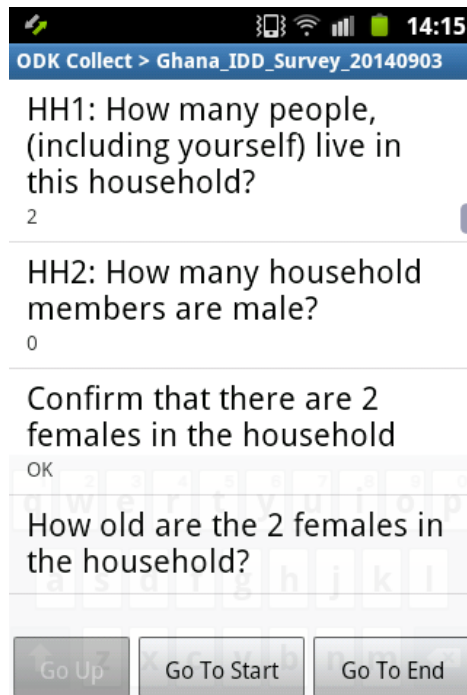 14:15
ODK Collect > Ghana_IDD_Survey_20140903
HH1: How many people,
(including yourself) live in
this household?
2
HH2: How many household
members are male?
0
Confirm that there are 2
females in the household
OK
How old are the 2 females in
the household?
Go Up
Go To Start
Go To End